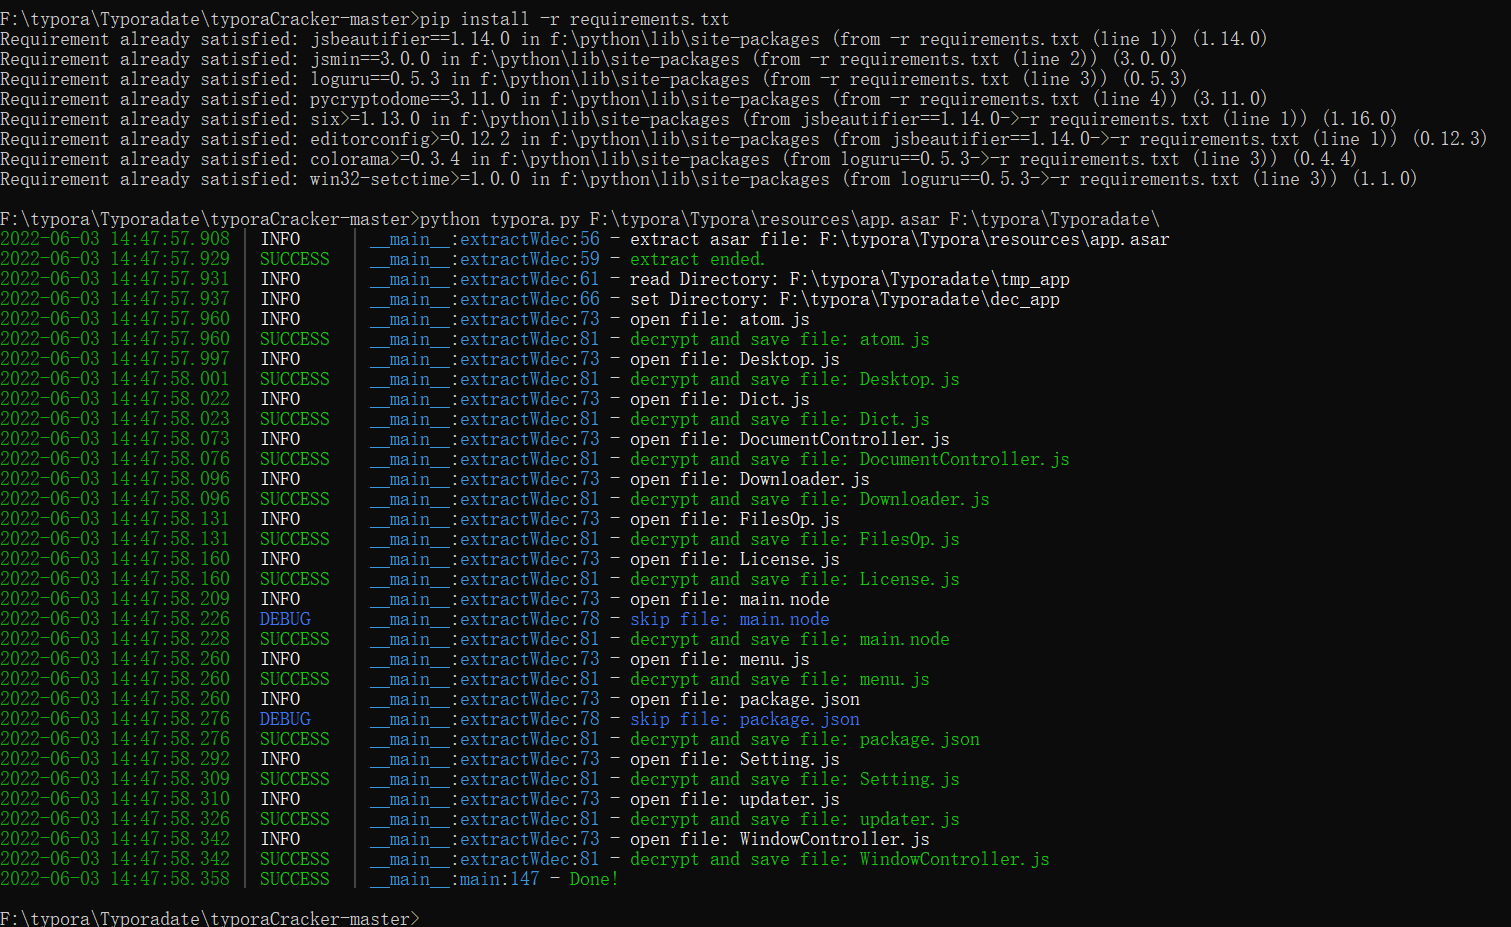 F:\typora\Typoradate\typoraCracker-master>pip install -r requirements.txt
Requirement already satisfied: jsbeautifier==1.14.0 in f:\python\lib\site-packages (from -r requirements.txt (line 1)) (1.14.0)
Requirement already satisfied: jsmin==3.0.0 in f:\python\lib\site-packages (from -r requirements.txt (line 2)) (3.0.0)
Requirement already satisfied: loguru==0.5.3 in f:\python\lib\site-packages (from -r requirements.txt (line 3)) (0.5.3)
Requirement already satisfied: pycryptodome==3.11.0 in f:\python\lib\site-packages (from -r requirements.txt (line 4)) (3.11.0)
Requirement already satisfied: six>=1.13.0 in f:\python\lib\site-packages (from jsbeautifier==1.14.0->-r requirements.txt (line 1)) (1.16.0)
Requirement already satisfied: editorconfig>=0.12.2 in f:\python\lib\site-packages (from jsbeautifier==1.14.0->-r requirements.txt (line 1)) (0.12.3)
Requirement already satisfied: colorama>=0.3.4 in f:\python\lib\site-packages (from loguru==0.5.3->-r requirements.txt (line 3)) (0.4.4)
Requirement already satisfied: win32-setctime>=1.0.0 in f:\python\lib\site-packages (from loguru==0.5.3->-r requirements.txt (line 3)) (1.1.0)
F:\typora\Typoradate\typoraCracker-master>python typora.py F:\typora\Typora\resources\app.asar F:\typora\Typoradate\
2022-06-03 14:47:57.908 | INFO | __main__:extractWdec:56 - extract asar file: F:\typora\Typora\resources\app.asar
2022-06-03 14:47:57.929 | SUCCESS | __main__:extractWdec:59 - extract ended.
2022-06-03 14:47:57.931 | INFO | __main__:extractWdec:61 - read Directory: F:\typora\Typoradate\tmp_app
2022-06-03 14:47:57.937 | INFO | __main__:extractWdec:66 - set Directory: F:\typora\Typoradate\dec_app
2022-06-03 14:47:57.960 | INFO | __main__:extractWdec:73 - open file: atom.js
2022-06-03 14:47:57.960 | SUCCESS | __main__:extractWdec:81 - decrypt and save file: atom.js
2022-06-03 14:47:57.997 | INFO | __main__:extractWdec:73 - open file: Desktop.js
2022-06-03 14:47:58.001 | SUCCESS | __main__:extractWdec:81 - decrypt and save file: Desktop.js
2022-06-03 14:47:58.022 | INFO | __main__:extractWdec:73 - open file: Dict.js
2022-06-03 14:47:58.023 | SUCCESS | __main__:extractWdec:81 - decrypt and save file: Dict.js
2022-06-03 14:47:58.073 | INFO | __main__:extractWdec:73 - open file: DocumentController.js
2022-06-03 14:47:58.076 | SUCCESS | __main__:extractWdec:81 - decrypt and save file: DocumentController.js
2022-06-03 14:47:58.096 | INFO | __main__:extractWdec:73 - open file: Downloader.js
2022-06-03 14:47:58.096 | SUCCESS | __main__:extractWdec:81 - decrypt and save file: Downloader.js
2022-06-03 14:47:58.131 | INFO | __main__:extractWdec:73 - open file: FilesOp.js
2022-06-03 14:47:58.131 | SUCCESS | __main__:extractWdec:81 - decrypt and save file: FilesOp.js
2022-06-03 14:47:58.160 | INFO | __main__:extractWdec:73 - open file: License.js
2022-06-03 14:47:58.160 | SUCCESS | __main__:extractWdec:81 - decrypt and save file: License.js
2022-06-03 14:47:58.209 | INFO | __main__:extractWdec:73 - open file: main.node
2022-06-03 14:47:58.226 | DEBUG | __main__:extractWdec:78 - skip file: main.node
2022-06-03 14:47:58.228 | SUCCESS | __main__:extractWdec:81 - decrypt and save file: main.node
2022-06-03 14:47:58.260 | INFO | __main__:extractWdec:73 - open file: menu.js
2022-06-03 14:47:58.260 | SUCCESS | __main__:extractWdec:81 - decrypt and save file: menu.js
2022-06-03 14:47:58.260 | INFO | __main__:extractWdec:73 - open file: package.json
2022-06-03 14:47:58.276 | DEBUG | __main__:extractWdec:78 - skip file: package.json
2022-06-03 14:47:58.276 | SUCCESS | __main__:extractWdec:81 - decrypt and save file: package.json
2022-06-03 14:47:58.292 | INFO | __main__:extractWdec:73 - open file: Setting.js
2022-06-03 14:47:58.309 | SUCCESS | __main__:extractWdec:81 - decrypt and save file: Setting.js
2022-06-03 14:47:58.310 | INFO | __main__:extractWdec:73 - open file: updater.js
2022-06-03 14:47:58.326 | SUCCESS | __main__:extractWdec:81 - decrypt and save file: updater.js
2022-06-03 14:47:58.342 | INFO | __main__:extractWdec:73 - open file: WindowController.js
2022-06-03 14:47:58.342 | SUCCESS | __main__:extractWdec:81 - decrypt and save file: WindowController.js
2022-06-03 14:47:58.358 | SUCCESS | __main__:main:147 - Done!
F:\typora\Typoradate\typoraCracker-master>